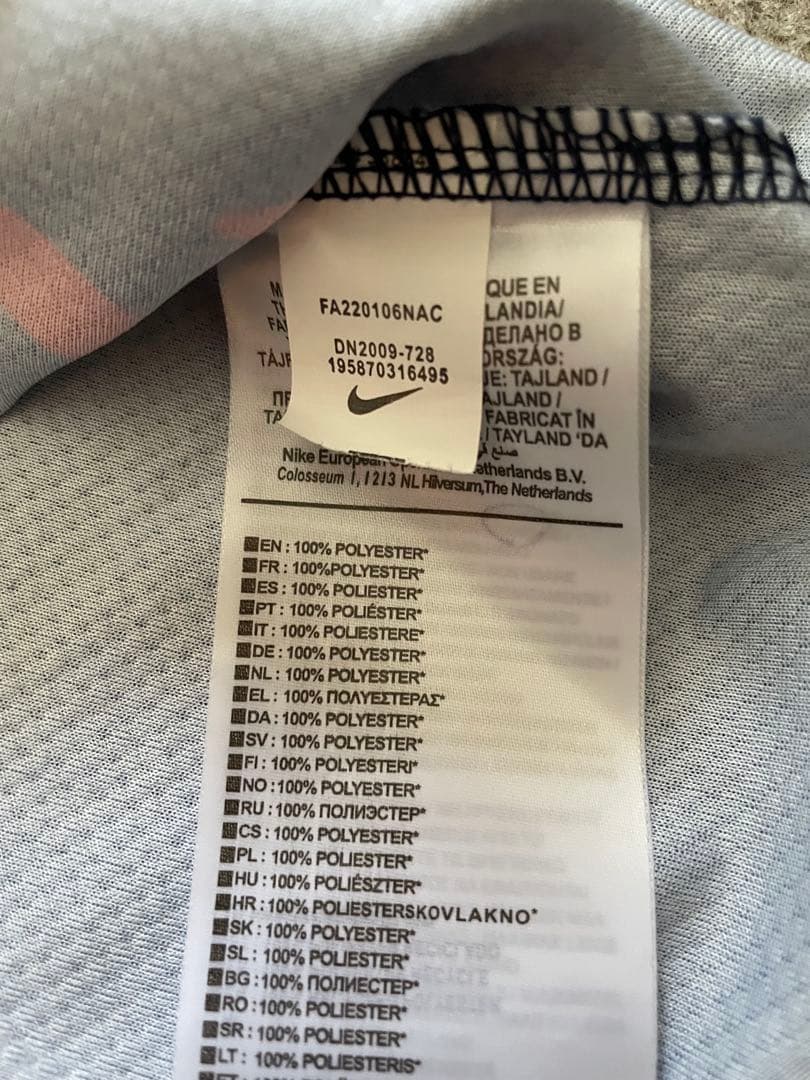 FA220106NAC
DN2009-728
195870316495
QUE EN
LANDIA/
ДЕЛАНО В
ORSZÁG:
JE: TAJLAND /
AJLAND /
FABRICAT ÎN
/ TAYLAND 'DA
Nike European therlands B.V.
Colosseum 1, 1213 NL Hilversum, The Netherlands
EN : 100% POLYESTER*
FR : 100%POLYESTER*
ES : 100% POLIESTER*
PT : 100% POLIÉSTER*
IT : 100% POLIESTERE*
DE : 100% POLYESTER*
NL : 100% POLYESTER*
EL : 100% ΠΟΛΥΕΣΤΕΡΑΣ*
DA : 100% POLYESTER*
SV : 100% POLYESTER*
FI : 100% POLYESTERI*
NO : 100% POLYESTER*
RU : 100% ПОЛИЭСТЕР*
CS : 100% POLYESTER*
PL : 100% POLIESTER*
HU : 100% POLIÉSZTER*
HR : 100% POLIESTERSKOVLAKNO*
SK : 100% POLYESTER*
SL : 100% POLIESTER*
BG : 100% ПОЛИЕСТЕР*
RO : 100% POLIESTER*
SR : 100% POLIESTER*
LT : 100% POLIESTERIS*